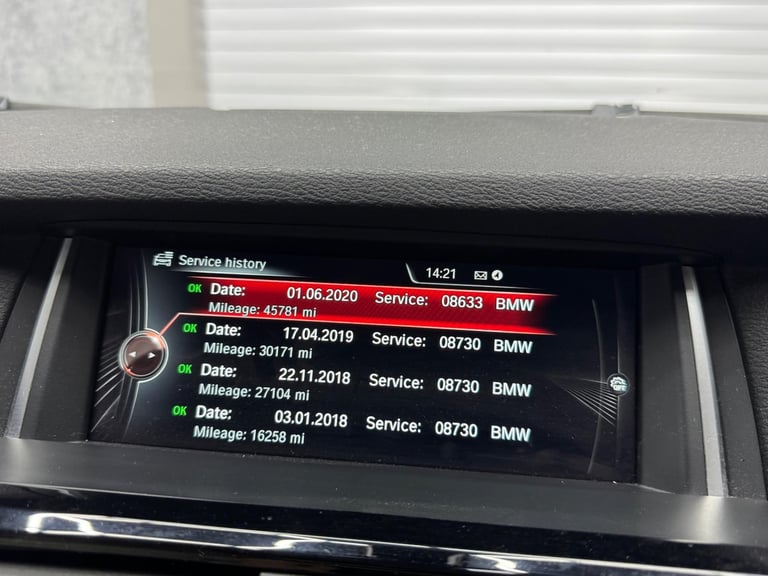 Service history
14:21
OK Date: 01.06.2020 Service: 08633 BMW
Mileage: 45781 mi
OK Date: 17.04.2019 Service: 08730 BMW
Mileage: 30171 mi
OK Date: 22.11.2018 Service: 08730 BMW
Mileage: 27104 mi
OK Date: 03.01.2018 Service: 08730 BMW
Mileage: 16258 mi